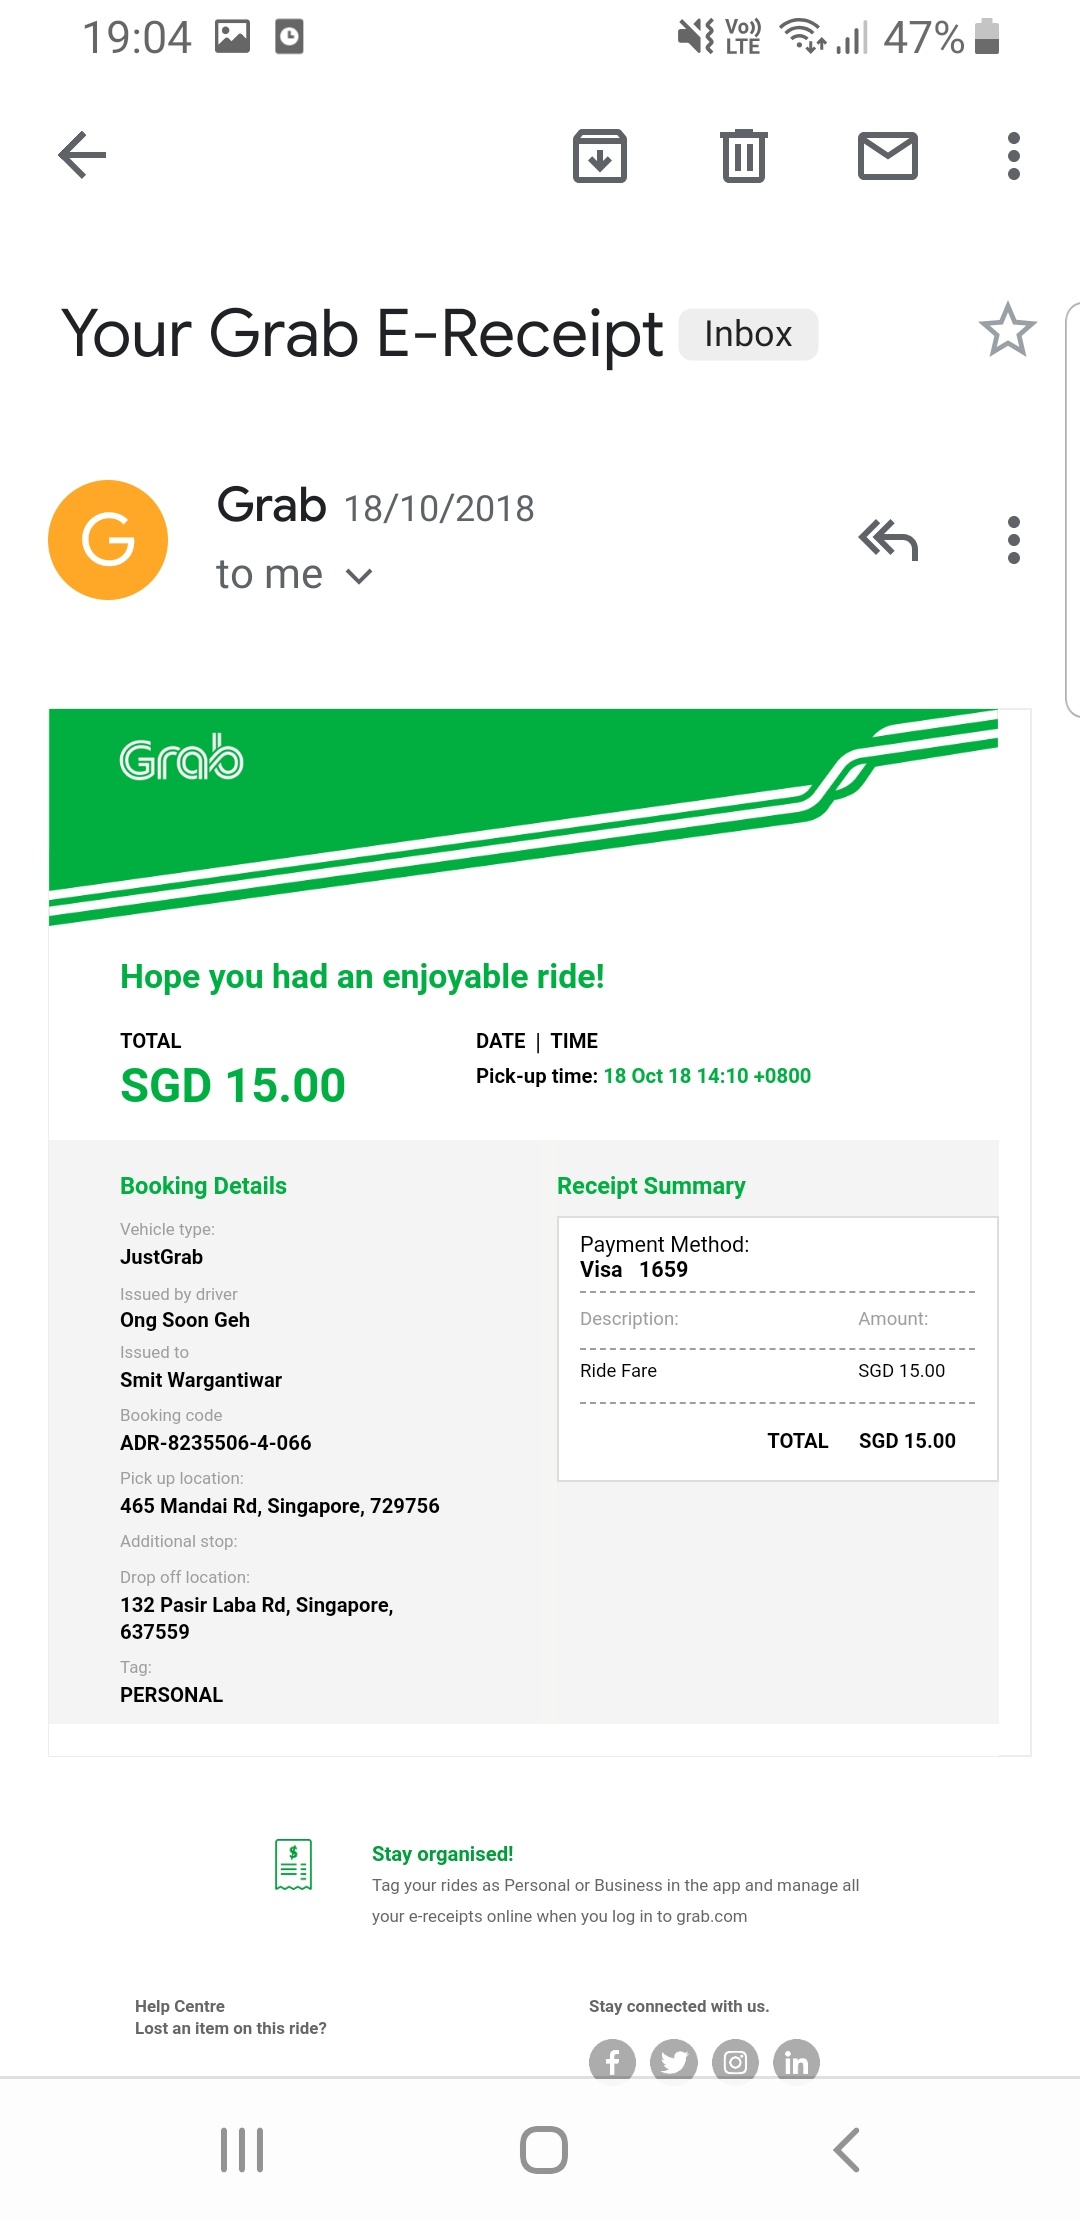 19:04
Vo)) LTE 47%
Your Grab E-Receipt Inbox
G
Grab 18/10/2018
to me
Grab
Hope you had an enjoyable ride!
TOTAL
SGD 15.00
DATE | TIME
Pick-up time: 18 Oct 18 14:10 +0800
Booking Details
Vehicle type:
JustGrab
Issued by driver
Ong Soon Geh
Issued to
Smit Wargantiwar
Booking code
ADR-8235506-4-066
Pick up location:
465 Mandai Rd, Singapore, 729756
Additional stop:
Drop off location:
132 Pasir Laba Rd, Singapore,
637559
Tag:
PERSONAL
Receipt Summary
Payment Method:
Visa 1659
Description: Amount:
Ride Fare SGD 15.00
TOTAL SGD 15.00
Stay organised!
Tag your rides as Personal or Business in the app and manage all
your e-receipts online when you log in to grab.com
Help Centre
Lost an item on this ride?
Stay connected with us.